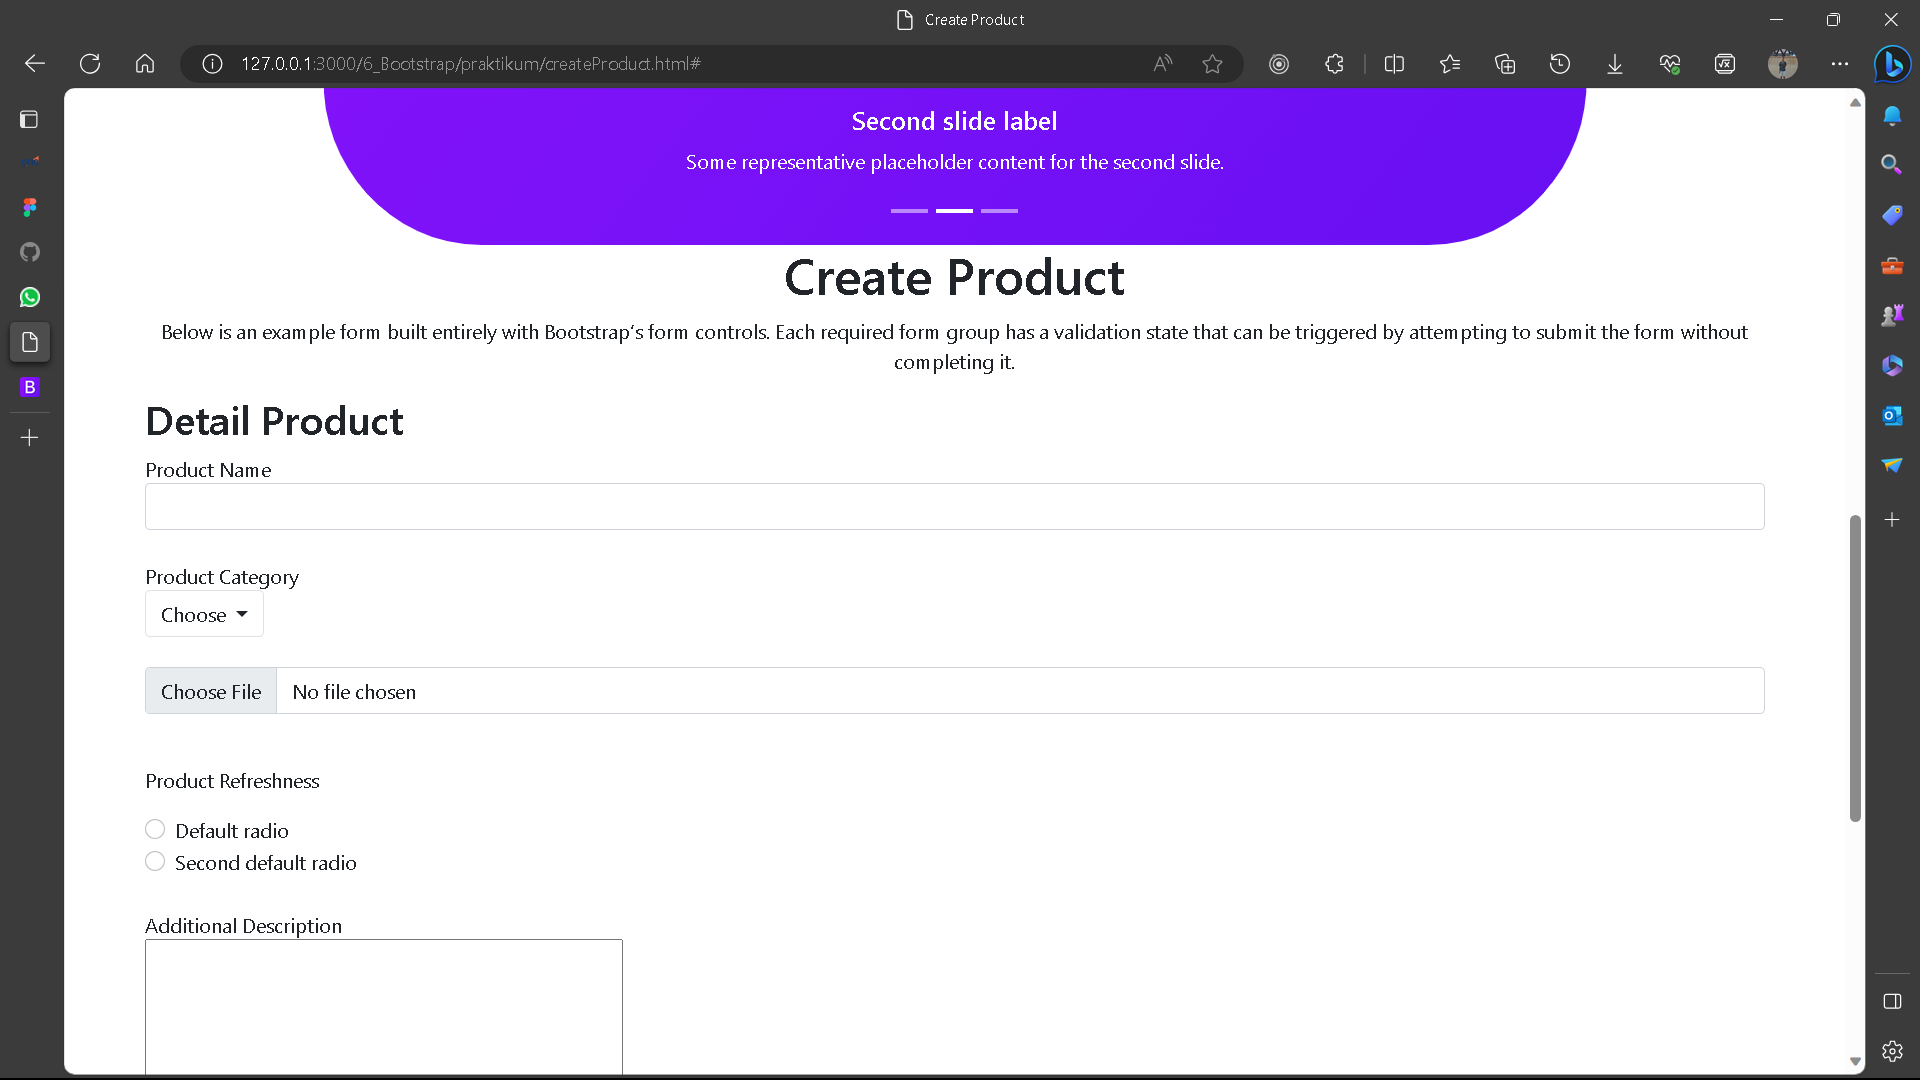 Create Product
127.0.0.1:3000/6_Bootstrap/praktikum/createProduct.html#
Second slide label
Some representative placeholder content for the second slide.
Create Product
Below is an example form built entirely with Bootstrap's form controls. Each required form group has a validation state that can be triggered by attempting to submit the form without
completing it.
Detail Product
Product Name
Product Category
Choose
Choose File No file chosen
Product Refreshness
Default radio
Second default radio
Additional Description